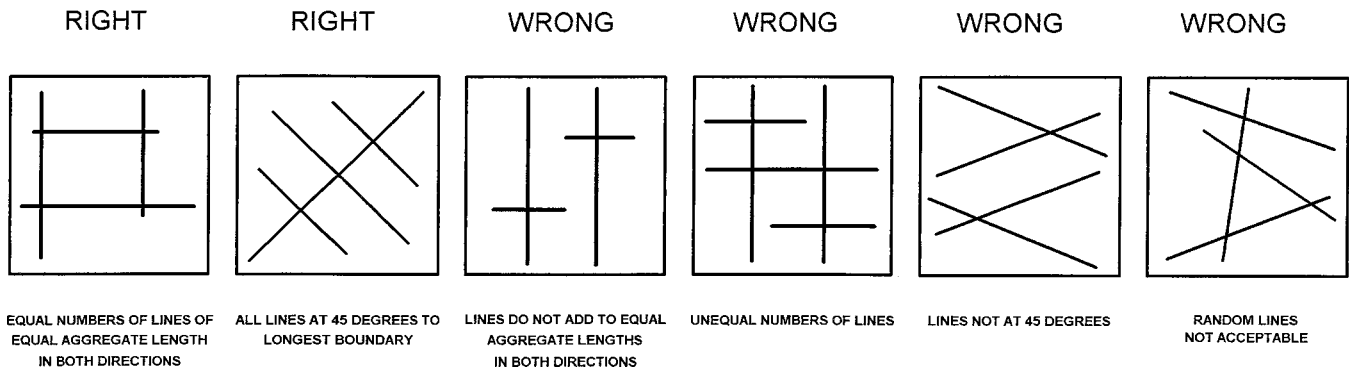 RIGHT
RIGHT
WRONG
WRONG
WRONG
WRONG
EQUAL NUMBERS OF LINES OF
EQUAL AGGREGATE LENGTH
IN BOTH DIRECTIONS
ALL LINES AT 45 DEGREES TO
LONGEST BOUNDARY
LINES DO NOT ADD TO EQUAL
AGGREGATE LENGTHS
IN BOTH DIRECTIONS
UNEQUAL NUMBERS OF LINES
LINES NOT AT 45 DEGREES
RANDOM LINES
NOT ACCEPTABLE